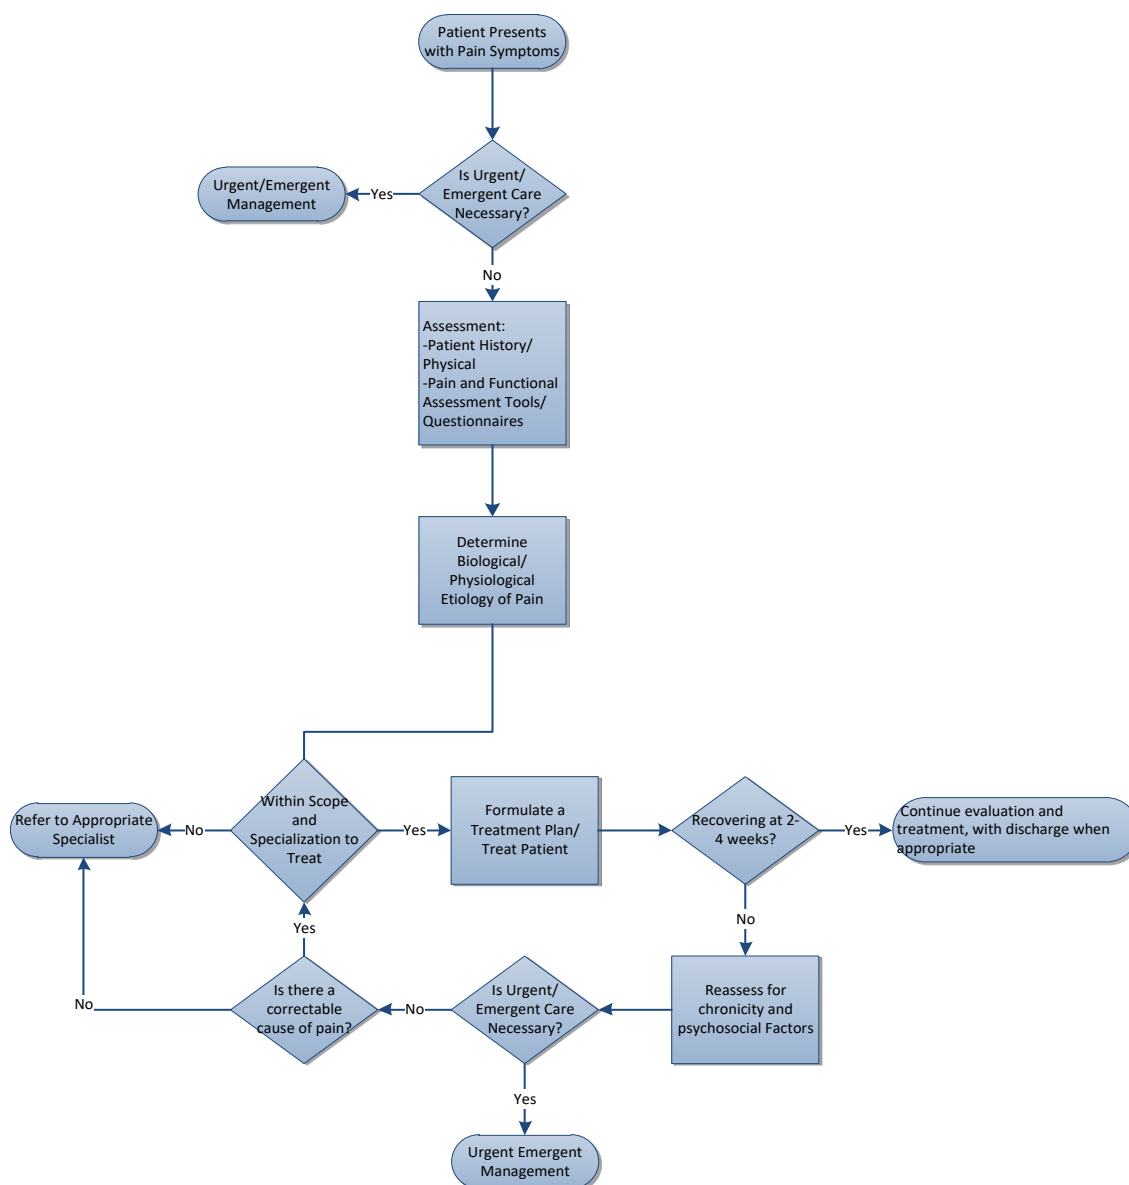 Patient Presents
with Pain Symptoms
Is Urgent/
Emergent Care
Necessary?
Yes
Urgent/Emergent
Management
No
Assessment:
-Patient History/
Physical
-Pain and Functional
Assessment Tools/
Questionnaires
Determine
Biological/
Physiological
Etiology of Pain
Within Scope
and
Specialization to
Treat
No
Refer to Appropriate
Specialist
Yes
Formulate a
Treatment Plan/
Treat Patient
Recovering at 2-
4 weeks?
Yes
Continue evaluation and
treatment, with discharge when
appropriate
No
Reassess for
chronicity and
psychosocial Factors
Is Urgent/
Emergent Care
Necessary?
No
Is there a
correctable
cause of pain?
Yes
No
Yes
Urgent Emergent
Management